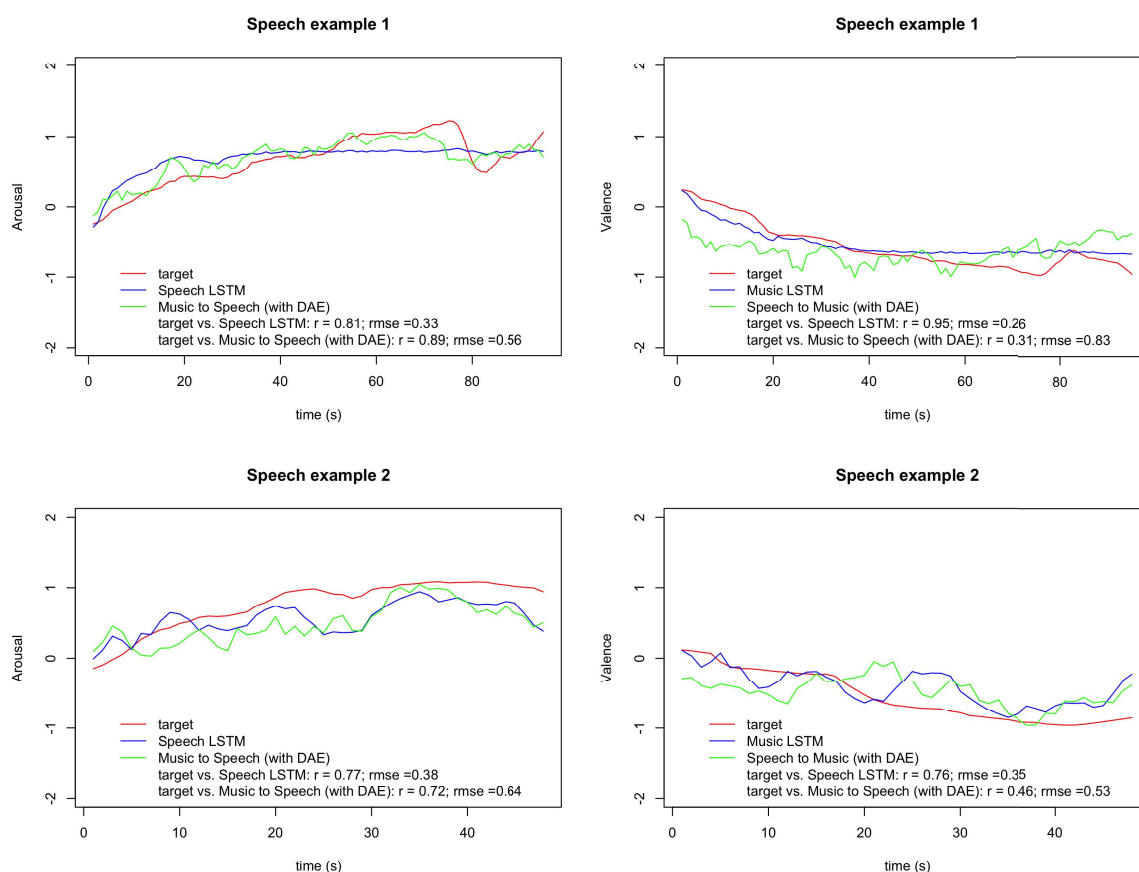 Speech example 1
Arousal
2
1
0
-1
-2
target
Speech LSTM
Music to Speech (with DAE)
target vs. Speech LSTM: r = 0.81; rmse =0.33
target vs. Music to Speech (with DAE): r = 0.89; rmse =0.56
0 20 40 60 80
time (s)
Speech example 1
Valence
2
1
0
-1
-2
target
Music LSTM
Speech to Music (with DAE)
target vs. Speech LSTM: r = 0.95; rmse =0.26
target vs. Music to Speech (with DAE): r = 0.31; rmse =0.83
0 20 40 60 80
time (s)
Speech example 2
Arousal
2
1
0
-1
-2
target
Speech LSTM
Music to Speech (with DAE)
target vs. Speech LSTM: r = 0.77; rmse =0.38
target vs. Music to Speech (with DAE): r = 0.72; rmse =0.64
0 10 20 30 40
time (s)
Speech example 2
Valence
2
1
0
-1
-2
target
Music LSTM
Speech to Music (with DAE)
target vs. Speech LSTM: r = 0.76; rmse =0.35
target vs. Music to Speech (with DAE): r = 0.46; rmse =0.53
0 10 20 30 40
time (s)